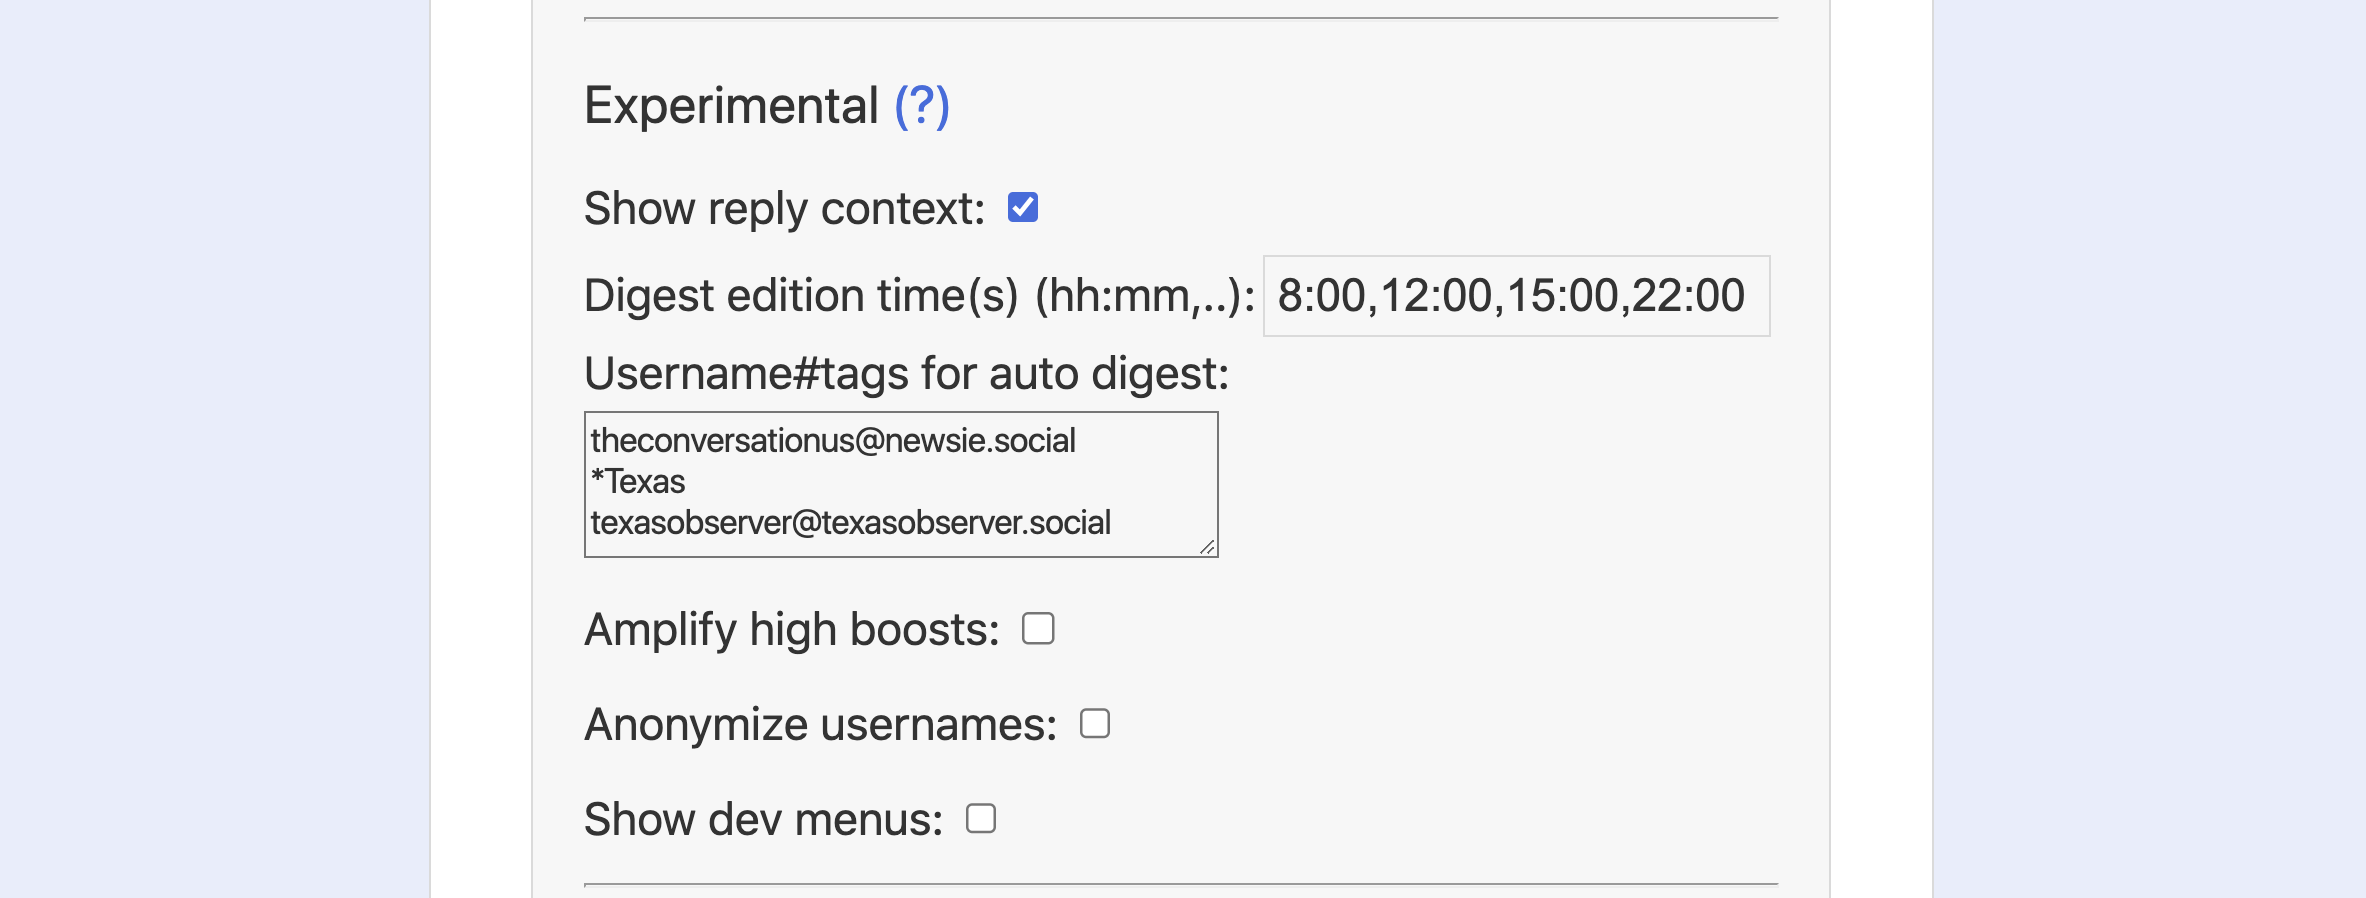 Experimental (?)
Show reply context:
Digest edition time(s) (hh:mm,..): 8:00,12:00,15:00,22:00
Username#tags for auto digest:
theconversationus@newsie.social
*Texas
texasobserver@texasobserver.social
Amplify high boosts:
Anonymize usernames:
Show dev menus: